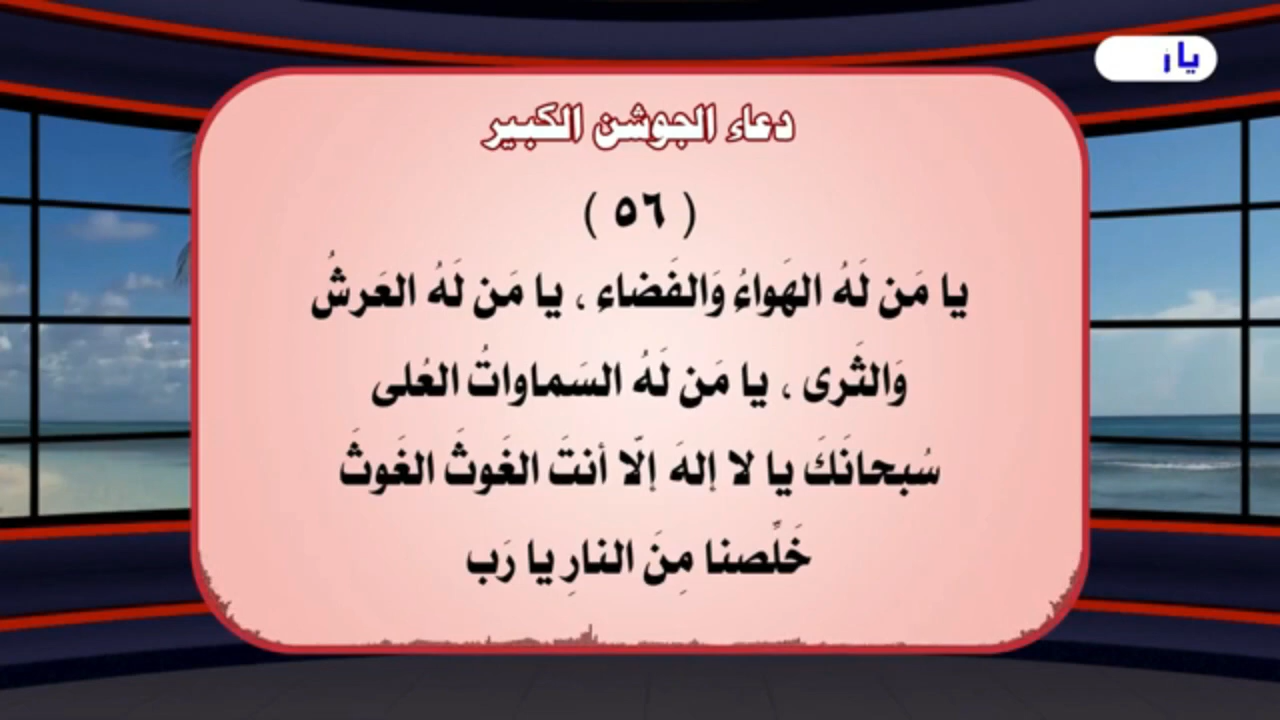 دعاء الجوشن الكبير
( ٥٦ )
يا مَن لَهُ الهَواءُ وَالفَضاءِ ، يا مَن لَهُ العَرشُ
وَالثَرى ، يا مَن لَهُ السَماواتُ العُلى
سُبحانَكَ يا لا إلهَ إلّا أنتَ الغَوثَ الغَوثَ
خَلِّصنا مِنَ النارِ يا رَب
يا